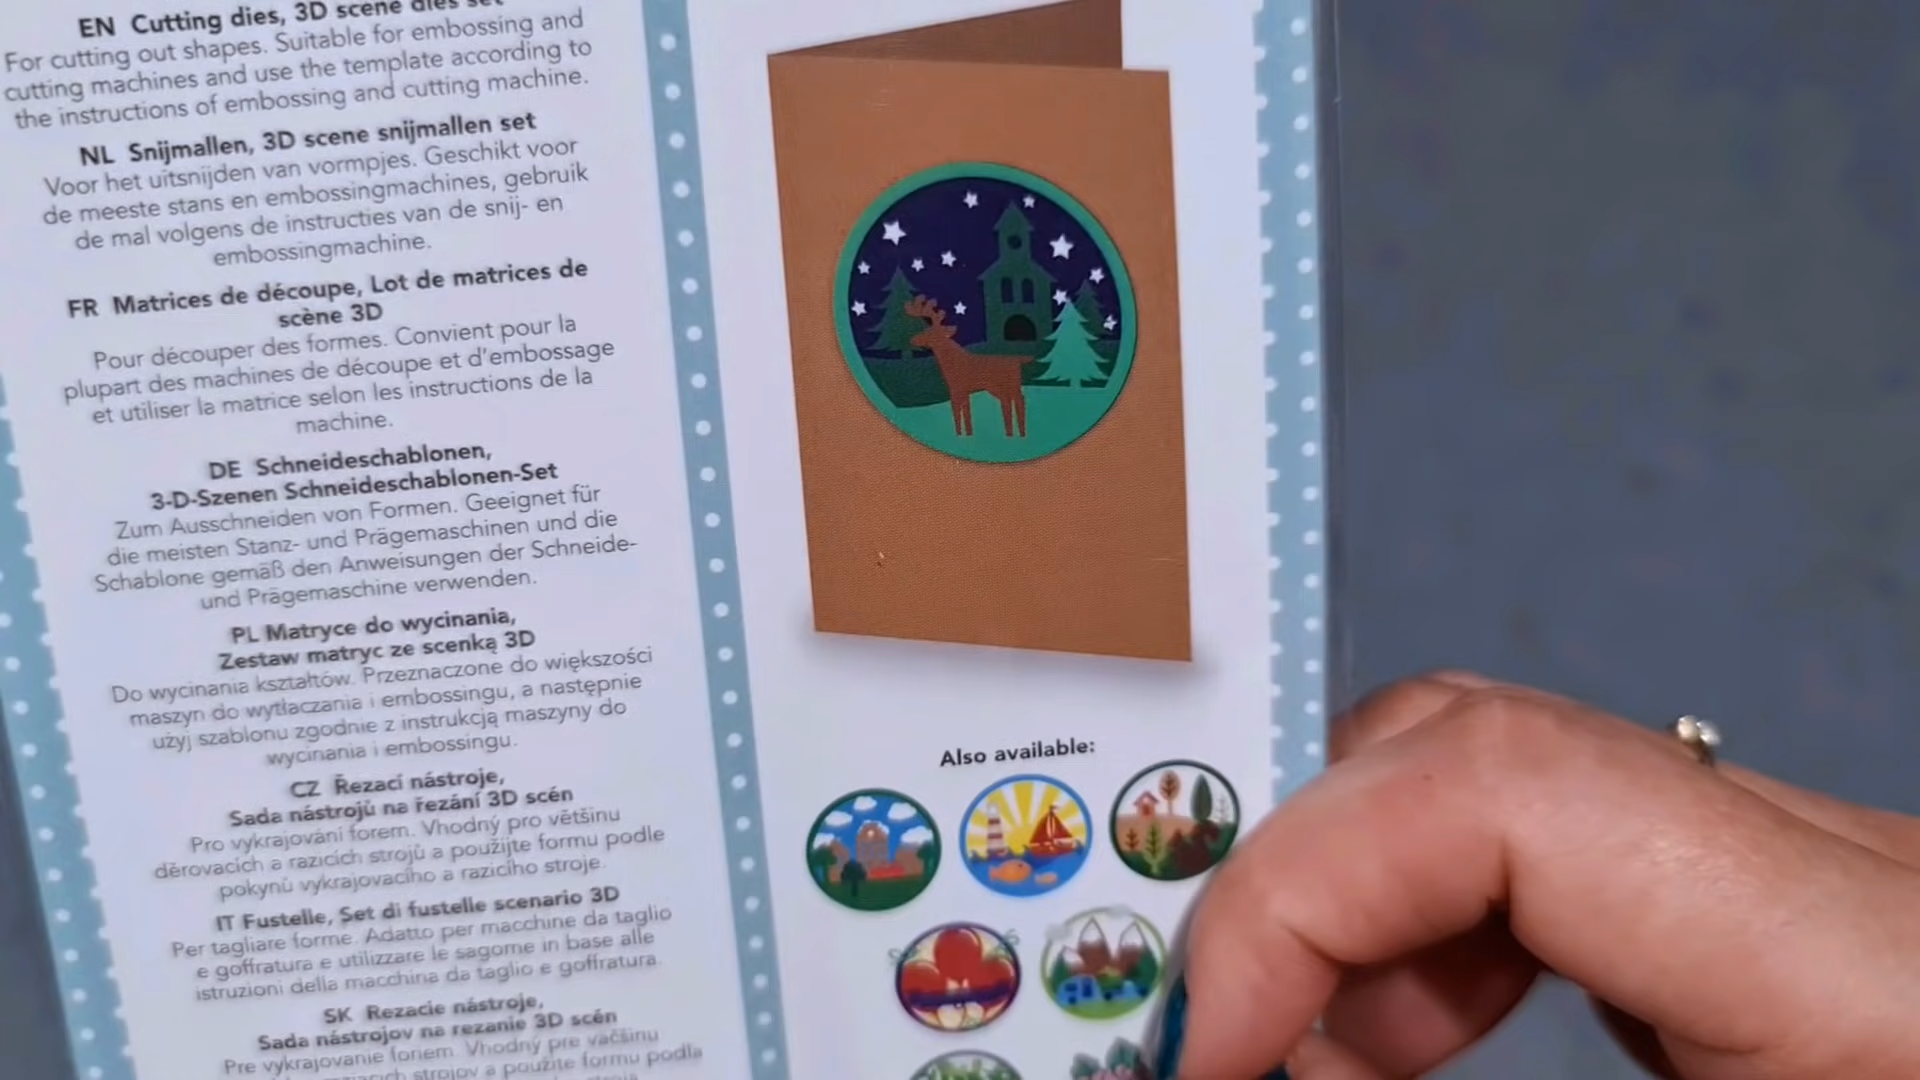 EN Cutting dies, 3D scene dies set
For cutting out shapes. Suitable for embossing and
cutting machines and use the template according to
the instructions of embossing and cutting machine.
NL Snijmallen, 3D scene snijmallen set
Voor het uitsnijden van vormpjes. Geschikt voor
de meeste stans en embossingmachines, gebruik
de mal volgens de instructies van de snij- en
embossingmachine.
FR Matrices de découpe, Lot de matrices de
scène 3D
Pour découper des formes. Convient pour la
plupart des machines de découpe et d'embossage
et utiliser la matrice selon les instructions de la
machine.
DE Schneideschablonen,
3-D-Szenen Schneideschablonen-Set
Zum Ausschneiden von Formen. Geeignet für
die meisten Stanz- und Prägemaschinen und die
Schablone gemäß den Anweisungen der Schneide-
und Prägemaschine verwenden.
PL Matryce do wycinania,
Zestaw matryc ze scenką 3D
Do wycinania kształtów. Przeznaczone do większości
maszyn do wytłaczania i embossingu, a następnie
użyj szablonu zgodnie z instrukcją maszyny do
wycinania i embossingu.
CZ Řezací nástroje,
Sada nástrojů na řezání 3D scén
Pro vykrajování forem. Vhodný pro většinu
děrovacích a razicích strojů a použijte formu podle
pokynů vykrajovacího a razicího stroje.
IT Fustelle, Set di fustelle scenario 3D
Per tagliare forme. Adatto per macchine da taglio
e goffratura e utilizzare le sagome in base alle
istruzioni della macchina da taglio e goffratura.
SK Rezacie nástroje,
Sada nástrojov na rezanie 3D scén
Pre vykrajovanie foriem. Vhodný pre väčšinu
strojov a použite formu podľa
Also available: